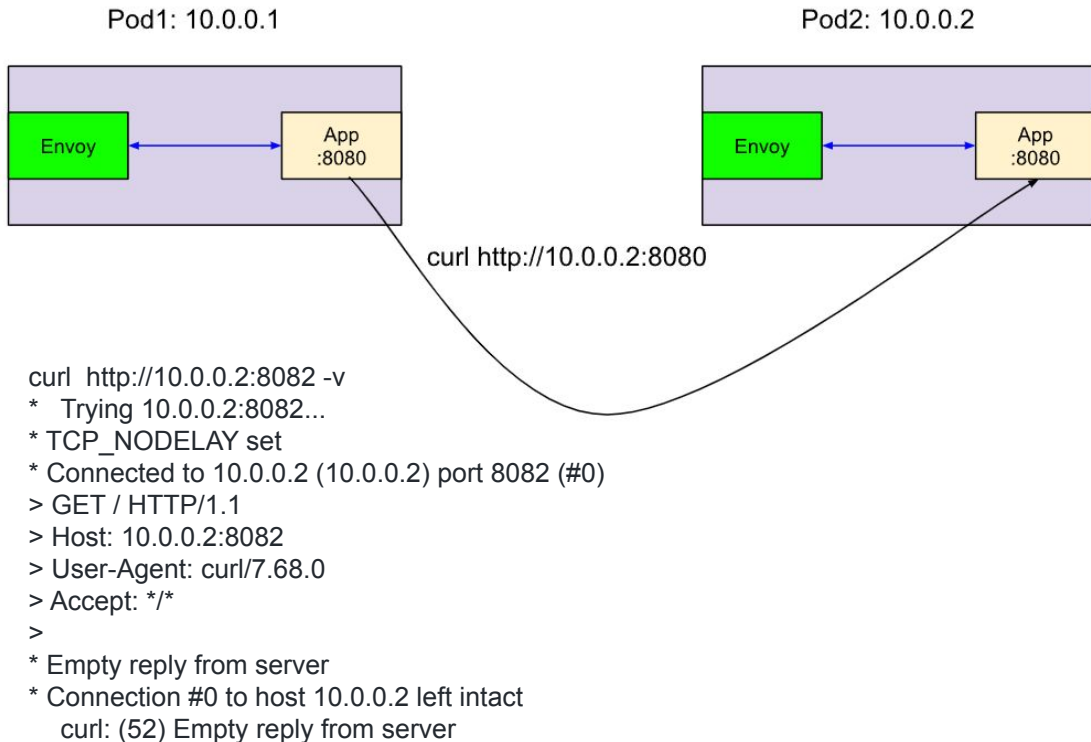 Pod1: 10.0.0.1
Pod2: 10.0.0.2
Envoy
App
:8080
Envoy
App
:8080
curl http://10.0.0.2:8080
curl  http://10.0.0.2:8082 -v
*   Trying 10.0.0.2:8082...
* TCP_NODELAY set
* Connected to 10.0.0.2 (10.0.0.2) port 8082 (#0)
> GET / HTTP/1.1
> Host: 10.0.0.2:8082
> User-Agent: curl/7.68.0
> Accept: */*
>
* Empty reply from server
* Connection #0 to host 10.0.0.2 left intact
curl: (52) Empty reply from server